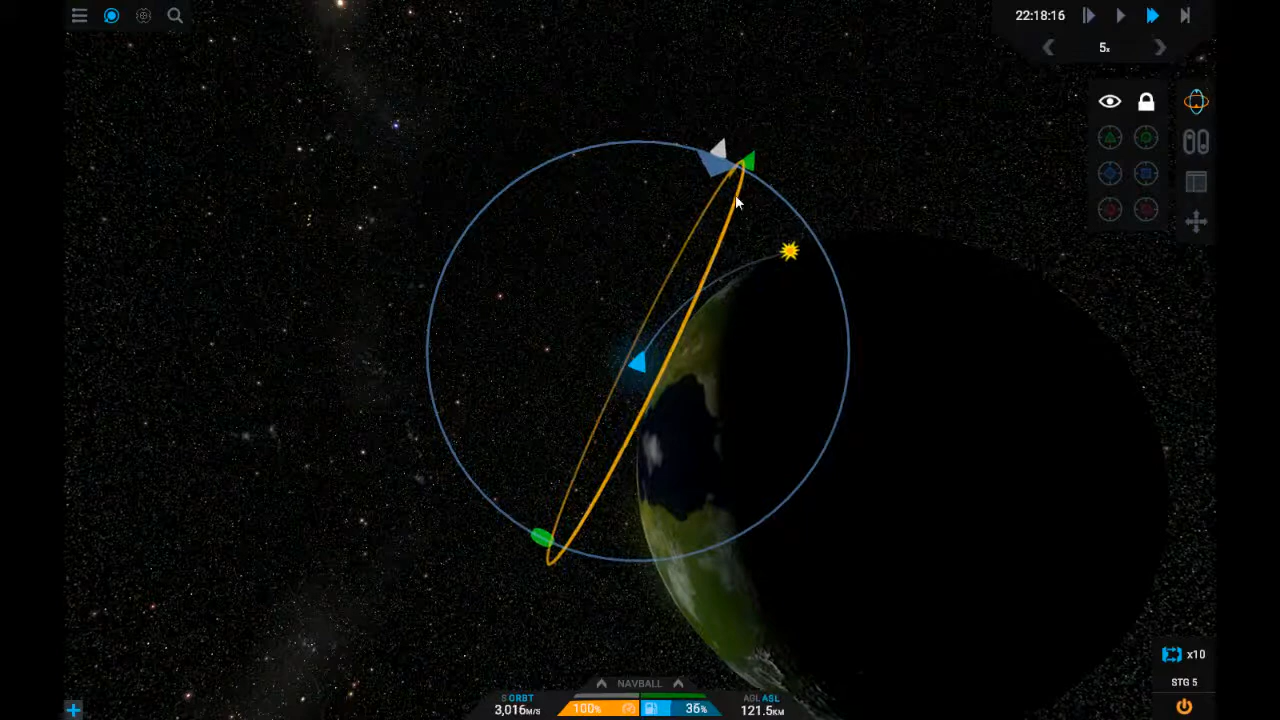 22:18:16
5x
x10
STG 5
NAVBALL
S ORBT
3,016M/S
100%
36%
AGL ASL
121.5KM